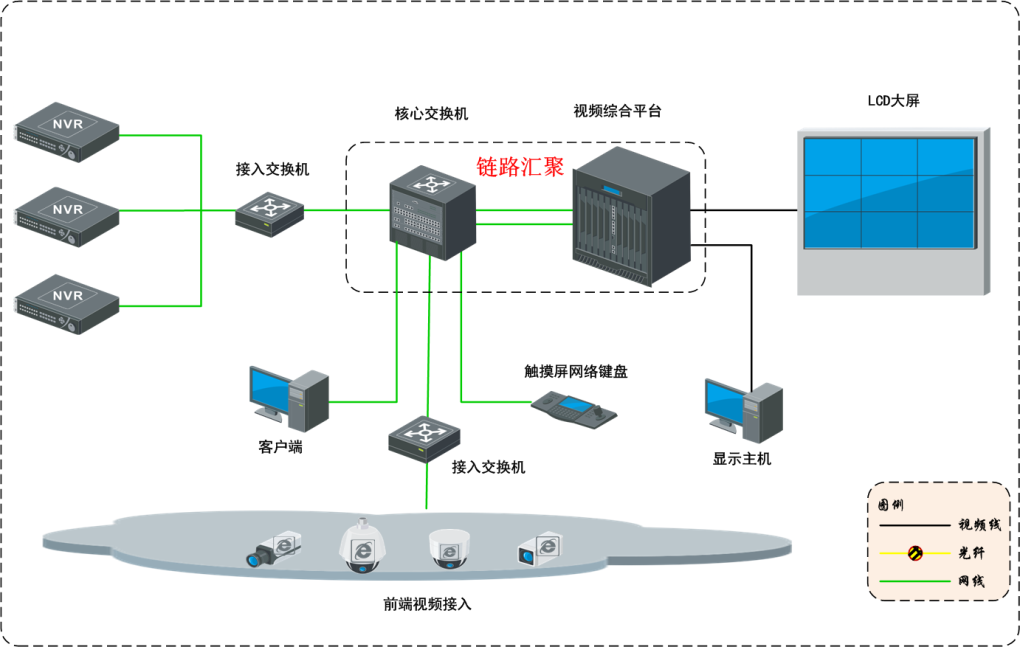 LCD大屏
视频综合平台
核心交换机
NVR
链路汇聚
接入交换机
NVR
NVR
触摸屏网络键盘
客户端
显示主机
接入交换机
图例
视频线
光纤
网线
前端视频接入